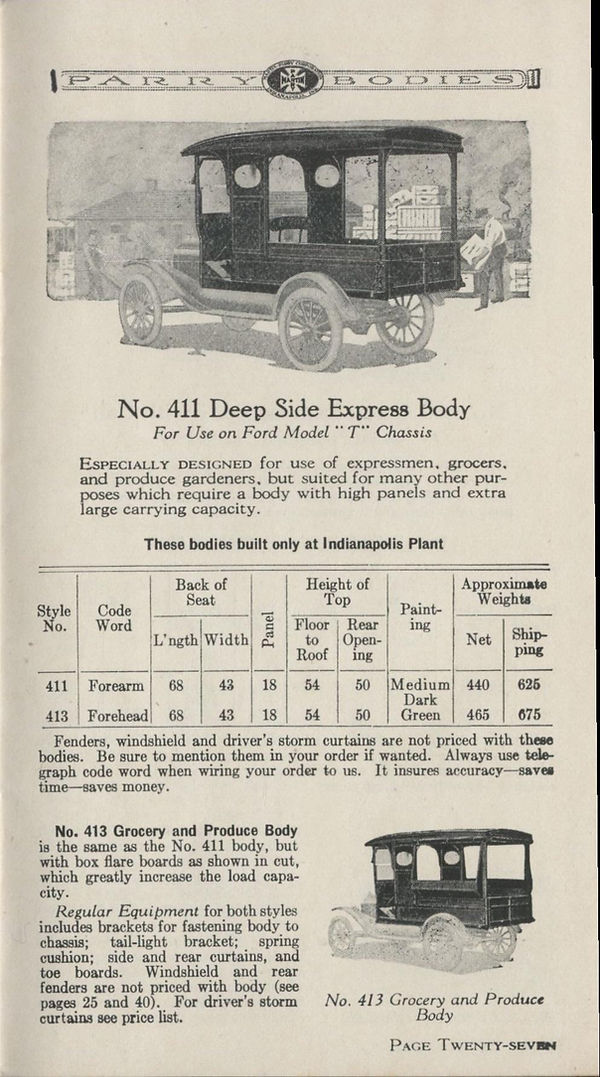 PARRY MARTIN BODIES
No. 411 Deep Side Express Body
For Use on Ford Model "T" Chassis
ESPECIALLY DESIGNED for use of expressmen, grocers,
and produce gardeners, but suited for many other pur-
poses which require a body with high panels and extra
large carrying capacity.
These bodies built only at Indianapolis Plant
Style No. Code Word Back of Seat Panel Height of Top Paint-ing Approximate Weights
L'ngth Width Floor to Roof Rear Open-ing Net Ship-ping
411 Forearm 68 43 18 54 50 Medium 440 625
Dark
413 Forehead 68 43 18 54 50 Green 465 675
Fenders, windshield and driver's storm curtains are not priced with these
bodies. Be sure to mention them in your order if wanted. Always use tele-
graph code word when wiring your order to us. It insures accuracy—saves
time—saves money.
No. 413 Grocery and Produce Body
is the same as the No. 411 body, but
with box flare boards as shown in cut,
which greatly increase the load capa-
city.
Regular Equipment for both styles
includes brackets for fastening body to
chassis; tail-light bracket; spring
cushion; side and rear curtains, and
toe boards. Windshield and rear
fenders are not priced with body (see
pages 25 and 40). For driver's storm
curtains see price list.
No. 413 Grocery and Produce
Body
PAGE TWENTY-SEVEN